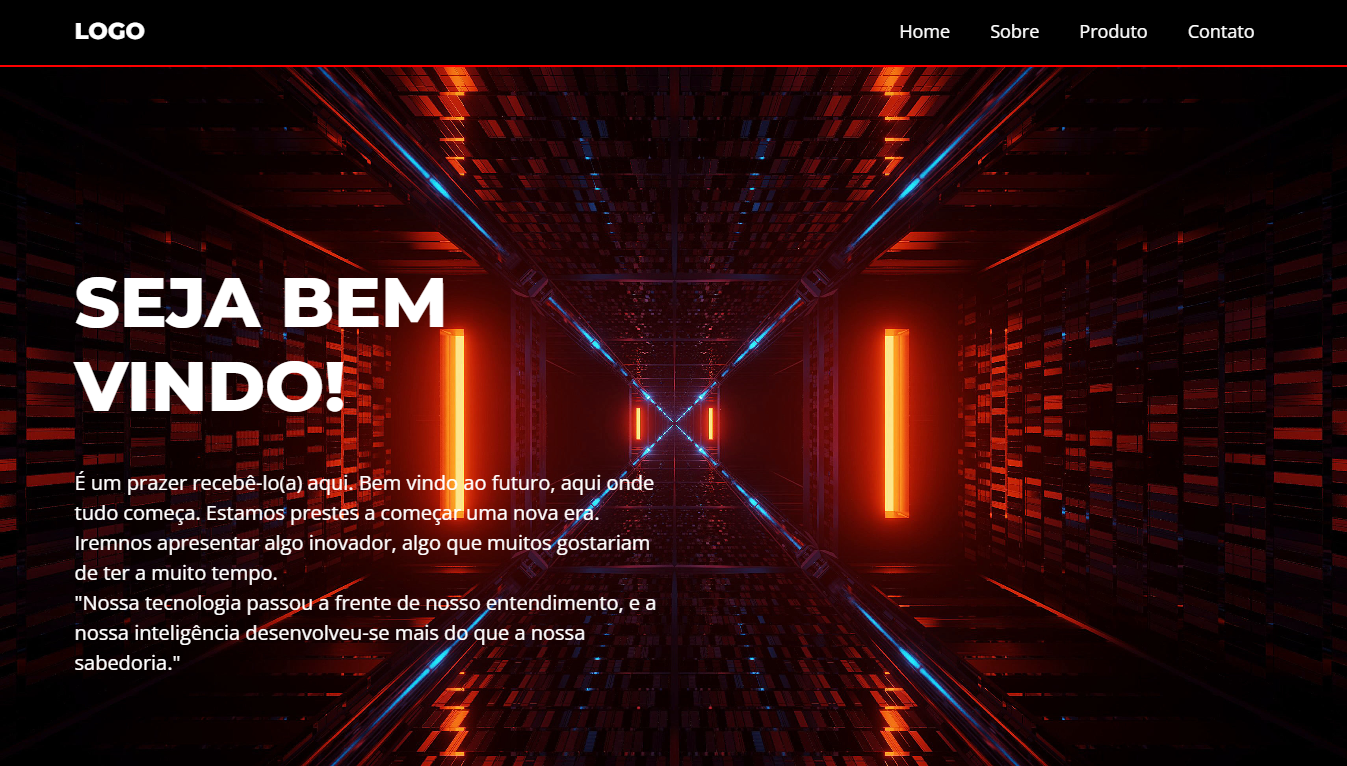 LOGO
Home Sobre Produto Contato
SEJA BEM
VINDO!
É um prazer recebê-lo(a) aqui. Bem vindo ao futuro, aqui onde
tudo começa. Estamos prestes a começar uma nova era.
Iremnos apresentar algo inovador, algo que muitos gostariam
de ter a muito tempo.
"Nossa tecnologia passou a frente de nosso entendimento, e a
nossa inteligência desenvolveu-se mais do que a nossa
sabedoria."